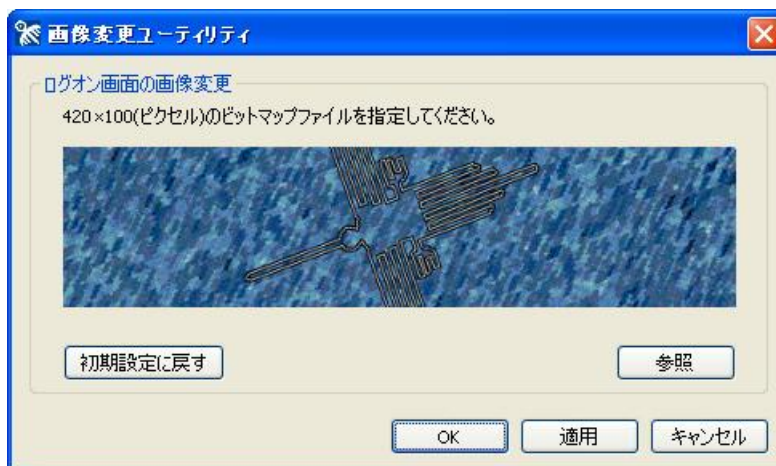 画像変更ユーティリティ
ログオン画面の画像変更
420×100(ピクセル)のビットマップファイルを指定してください。
初期設定に戻す
参照
OK
適用
キャンセル